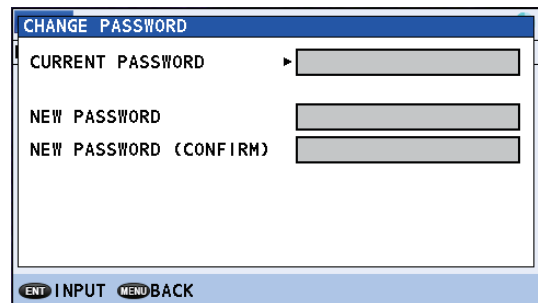 CHANGE PASSWORD
CURRENT PASSWORD
NEW PASSWORD
NEW PASSWORD (CONFIRM)
ENT INPUT MENU BACK